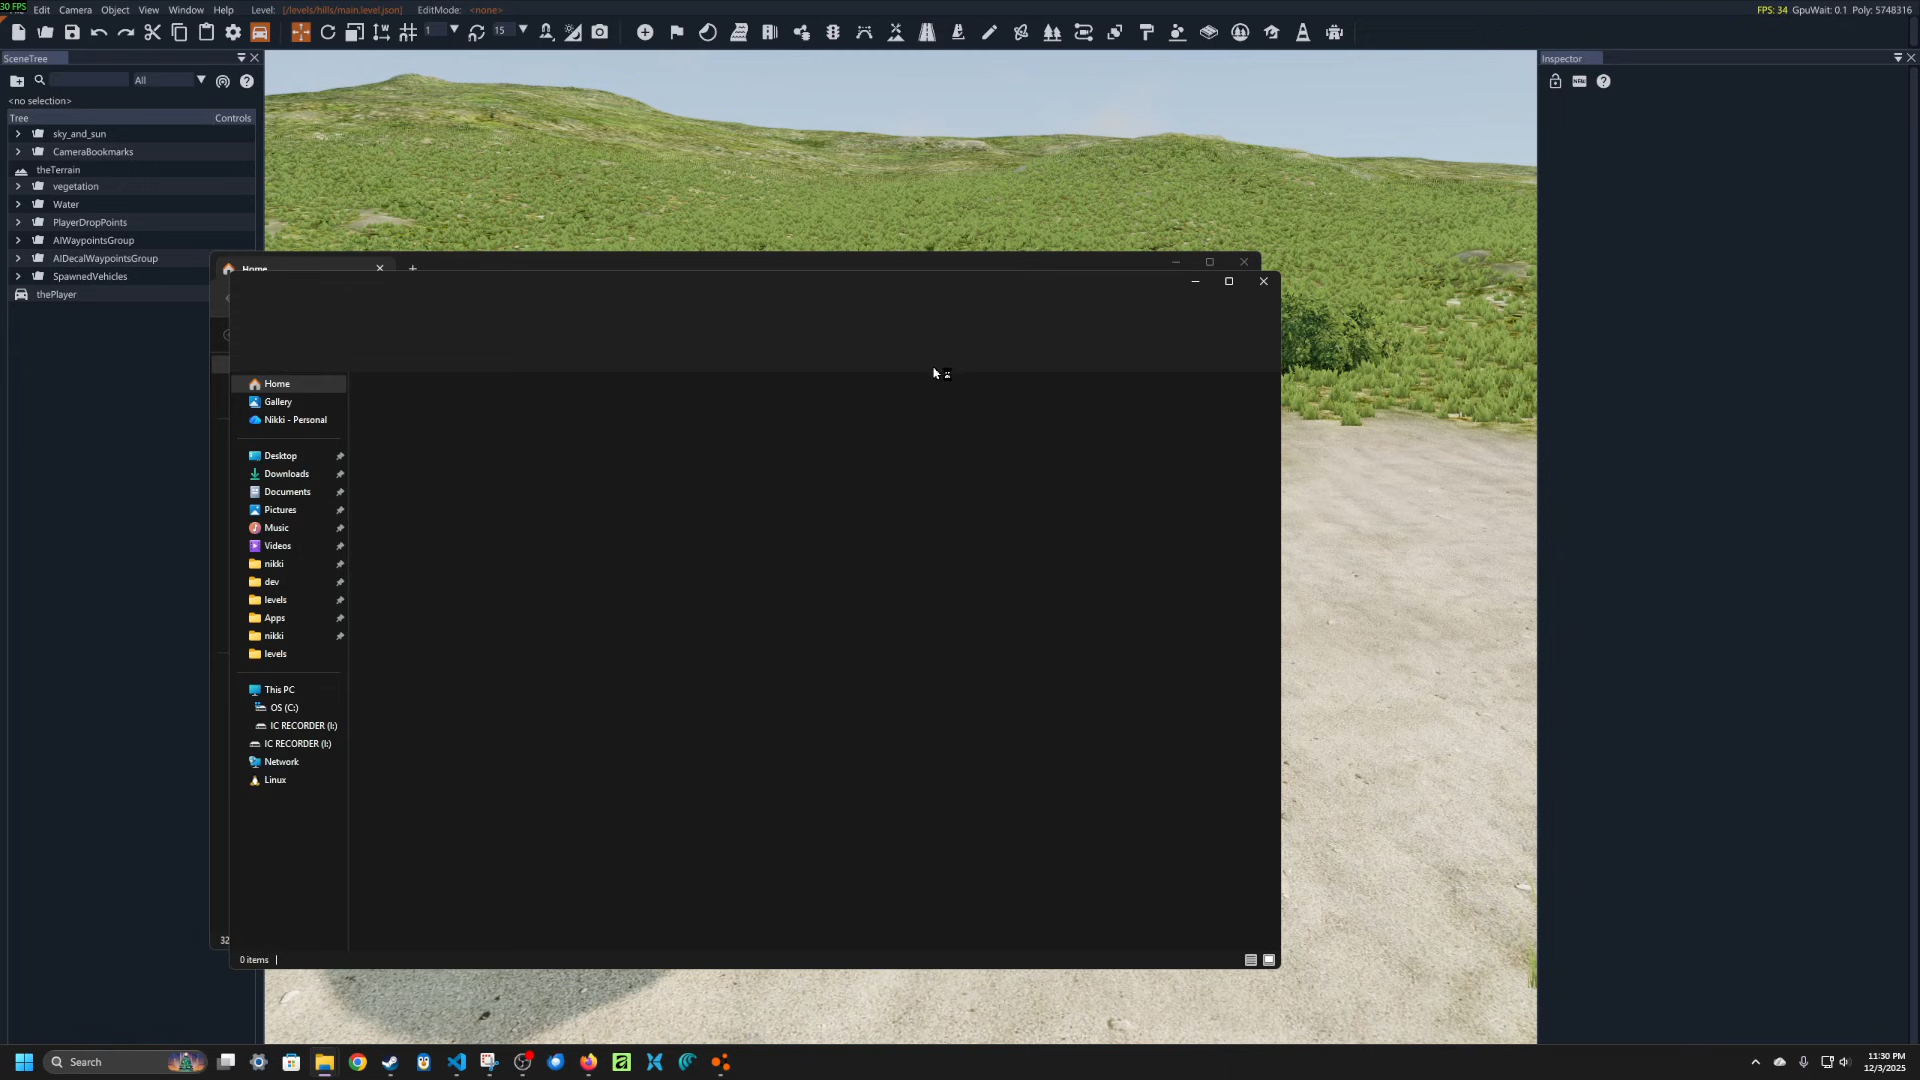 30 FPS
Edit Camera Object View Window Help Level: [/levels/hills/main.level.json] EditMode: <none>
FPS: 34 GpuWait: 0.1 Poly: 5748316
1 15
SceneTree
Inspector
All
NEW
<no selection>
Tree Controls
sky_and_sun
CameraBookmarks
theTerrain
vegetation
Water
PlayerDropPoints
AIWaypointsGroup
AIDecalWaypointsGroup
SpawnedVehicles
thePlayer
Home
Home
Gallery
Nikki - Personal
Desktop
Downloads
Documents
Pictures
Music
Videos
nikki
dev
levels
Apps
nikki
levels
This PC
OS (C:)
IC RECORDER (I:)
IC RECORDER (I:)
Network
Linux
32
0 items
Search
11:30 PM
12/3/2025